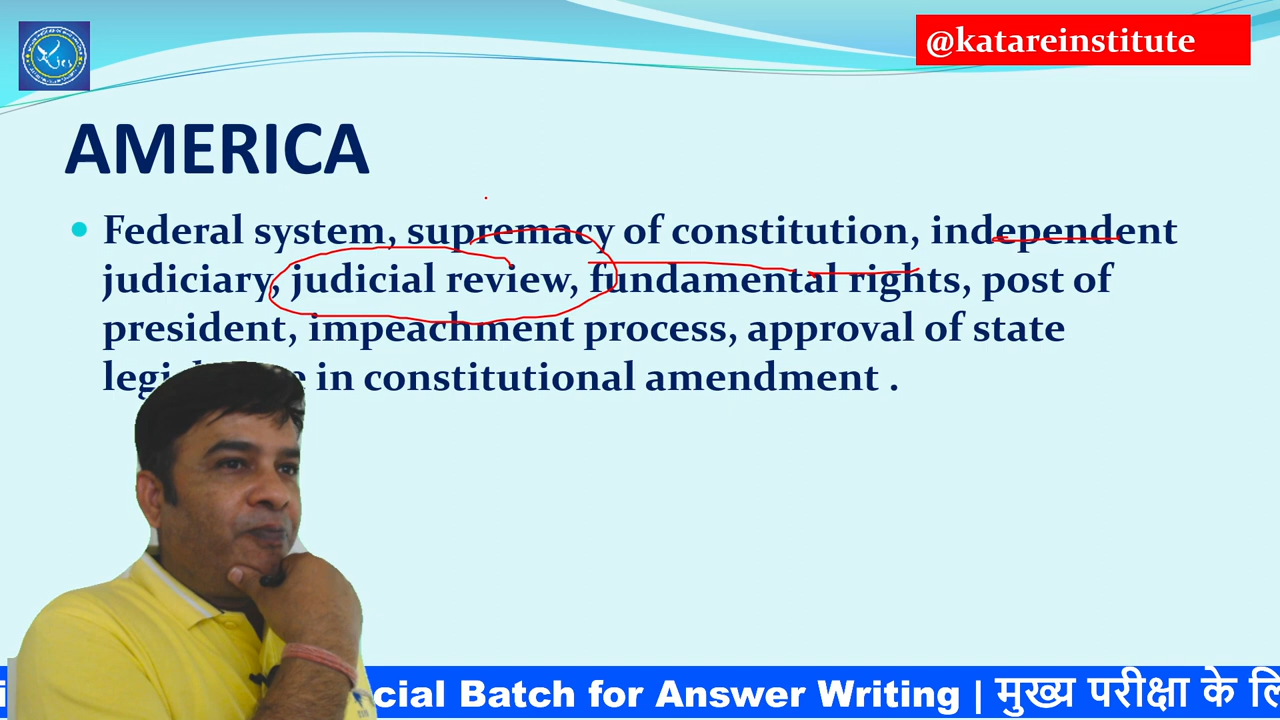 @katareinstitute
AMERICA
Federal system, supremacy of constitution, independent
judiciary, judicial review, fundamental rights, post of
president, impeachment process, approval of state
in constitutional amendment .
Batch for Answer Writing | मुख्य परीक्षा के